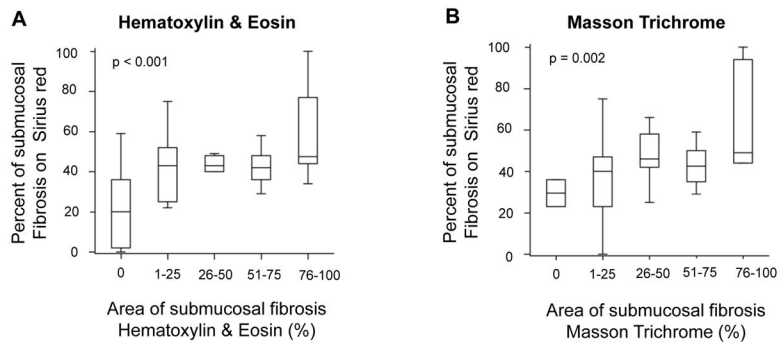 A
Hematoxylin & Eosin
p < 0.001
Percent of submucosal
Fibrosis on Sirius red
100
80
60
40
20
0
0
1-25
26-50
51-75
76-100
Area of submucosal fibrosis
Hematoxylin & Eosin (%)
B
Masson Trichrome
p = 0.002
Percent of submucosal
Fibrosis on Sirius red
100
80
60
40
20
0
0
1-25
26-50
51-75
76-100
Area of submucosal fibrosis
Masson Trichrome (%)